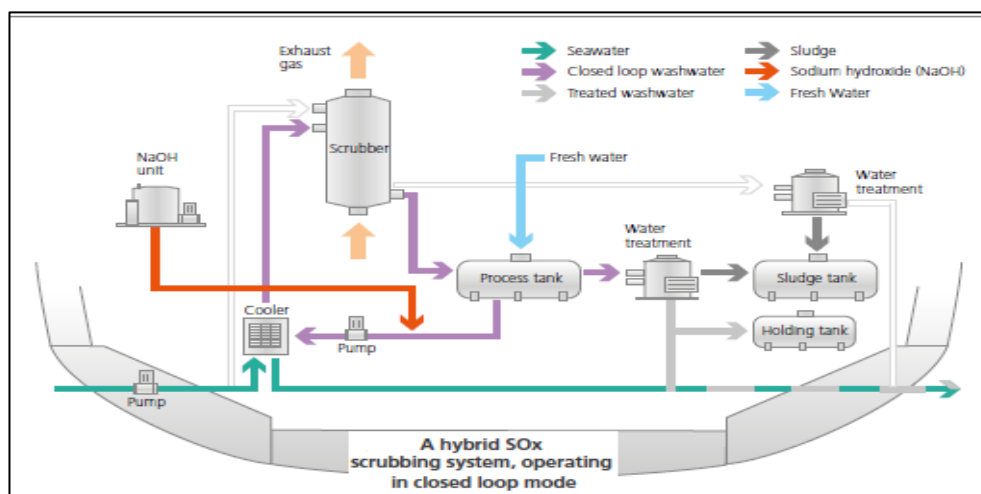 Exhaust
gas
Seawater
Closed loop washwater
Treated washwater
Sludge
Sodium hydroxide (NaOH)
Fresh Water
Scrubber
NaOH
unit
Fresh water
Water
treatment
Water
treatment
Process tank
Sludge tank
Cooler
Holding tank
Pump
Pump
A hybrid SOx
scrubbing system, operating
in closed loop mode